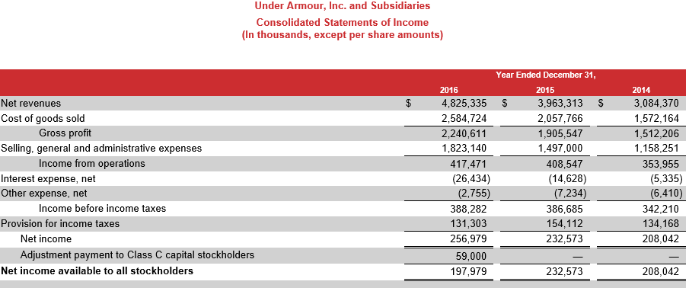 Under Armour, Inc. and Subsidiaries
Consolidated Statements of Income
(In thousands, except per share amounts)
Year Ended December 31,
2016 2015 2014
Net revenues $ 4,825,335 $ 3,963,313 $ 3,084,370
Cost of goods sold 2,584,724 2,057,766 1,572,164
Gross profit 2,240,611 1,905,547 1,512,206
Selling, general and administrative expenses 1,823,140 1,497,000 1,158,251
Income from operations 417,471 408,547 353,955
Interest expense, net (26,434) (14,628) (5,335)
Other expense, net (2,755) (7,234) (6,410)
Income before income taxes 388,282 386,685 342,210
Provision for income taxes 131,303 154,112 134,168
Net income 256,979 232,573 208,042
Adjustment payment to Class C capital stockholders 59,000 — —
Net income available to all stockholders 197,979 232,573 208,042